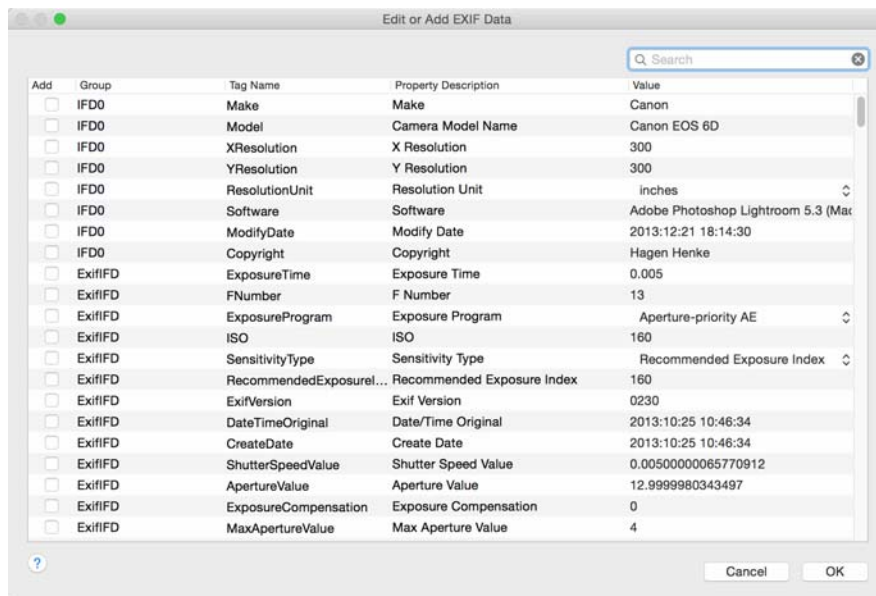 Edit or Add EXIF Data
Search
Add Group Tag Name Property Description Value
IFD0 Make Make Canon
IFD0 Model Camera Model Name Canon EOS 6D
IFD0 XResolution X Resolution 300
IFD0 YResolution Y Resolution 300
IFD0 ResolutionUnit Resolution Unit inches
IFD0 Software Software Adobe Photoshop Lightroom 5.3 (Mac
IFD0 ModifyDate Modify Date 2013:12:21 18:14:30
IFD0 Copyright Copyright Hagen Henke
ExifIFD ExposureTime Exposure Time 0.005
ExifIFD FNumber F Number 13
ExifIFD ExposureProgram Exposure Program Aperture-priority AE
ExifIFD ISO ISO 160
ExifIFD SensitivityType Sensitivity Type Recommended Exposure Index
ExifIFD RecommendedExposureI... Recommended Exposure Index 160
ExifIFD ExifVersion Exif Version 0230
ExifIFD DateTimeOriginal Date/Time Original 2013:10:25 10:46:34
ExifIFD CreateDate Create Date 2013:10:25 10:46:34
ExifIFD ShutterSpeedValue Shutter Speed Value 0.00500000065770912
ExifIFD ApertureValue Aperture Value 12.9999980343497
ExifIFD ExposureCompensation Exposure Compensation 0
ExifIFD MaxApertureValue Max Aperture Value 4
?
Cancel OK